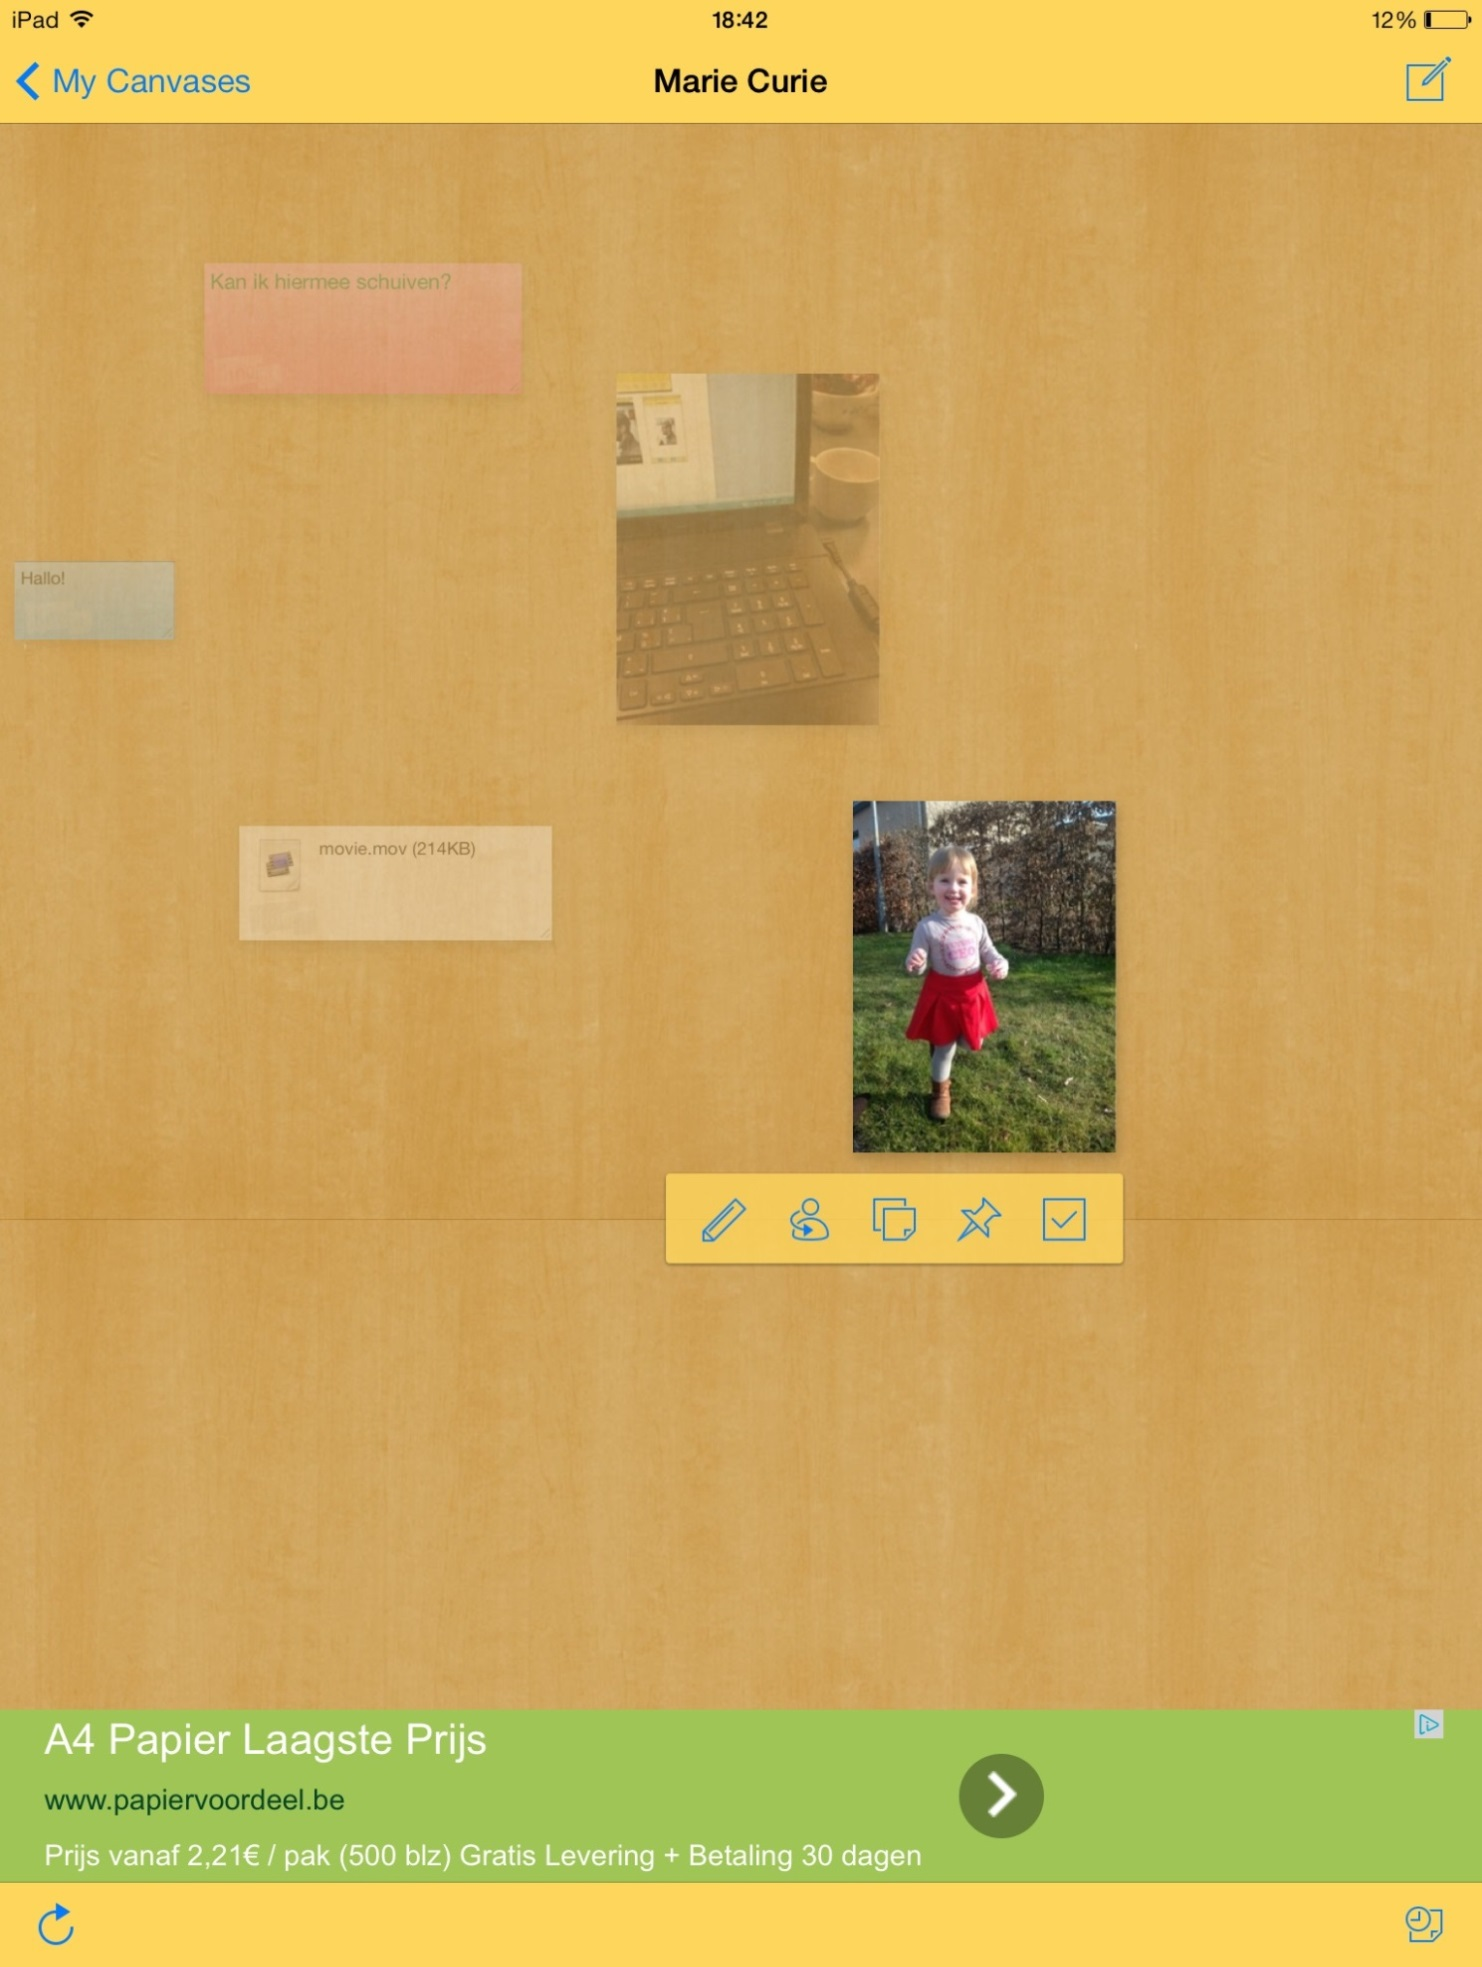 iPad 18:42 12%
My Canvases Marie Curie
Kan ik hiermee schuiven?
Hallo!
movie.mov (214KB)
A4 Papier Laagste Prijs
www.papiervoordeel.be
Prijs vanaf 2,21€ / pak (500 blz) Gratis Levering + Betaling 30 dagen